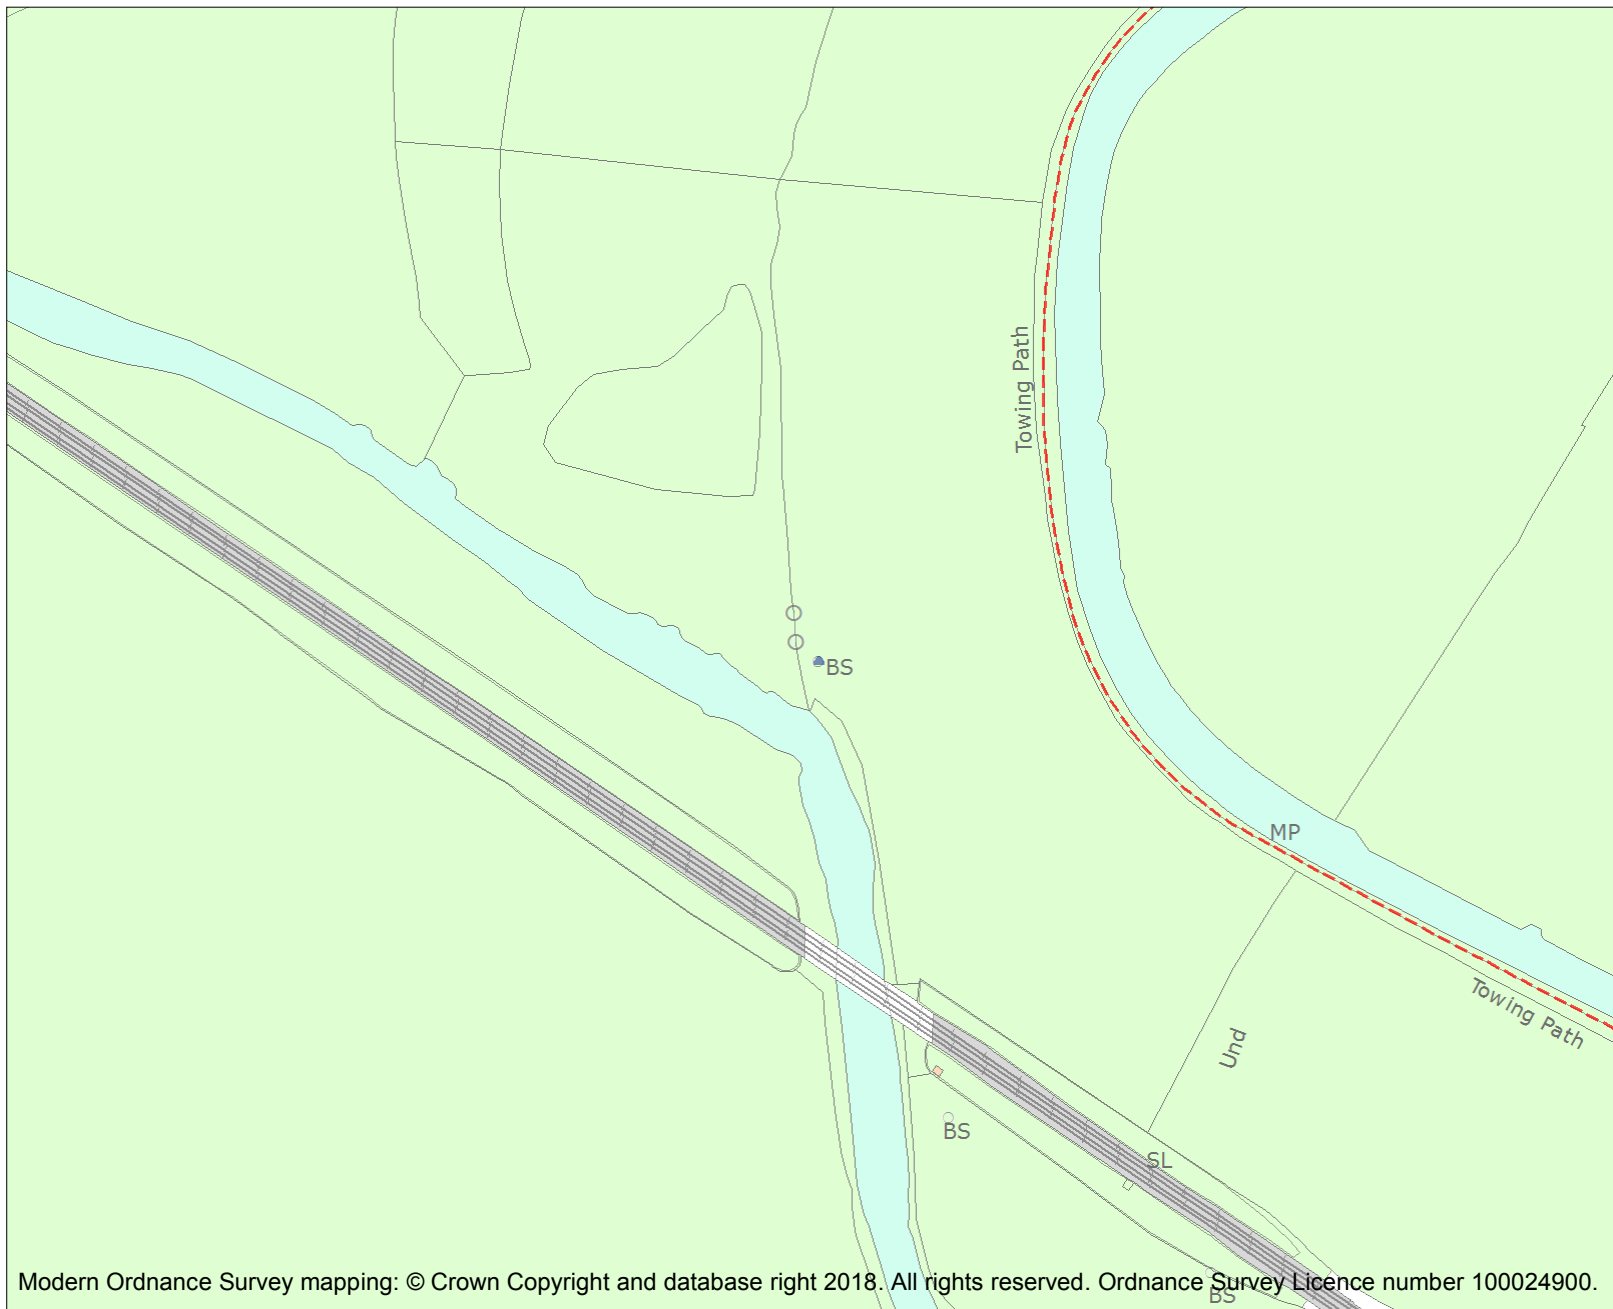 Towing Path
BS
MP
Towing Path
Und
BS
SL
Modern Ordnance Survey mapping: © Crown Copyright and database right 2018. All rights reserved. Ordnance Survey Licence number 100024900.
BS